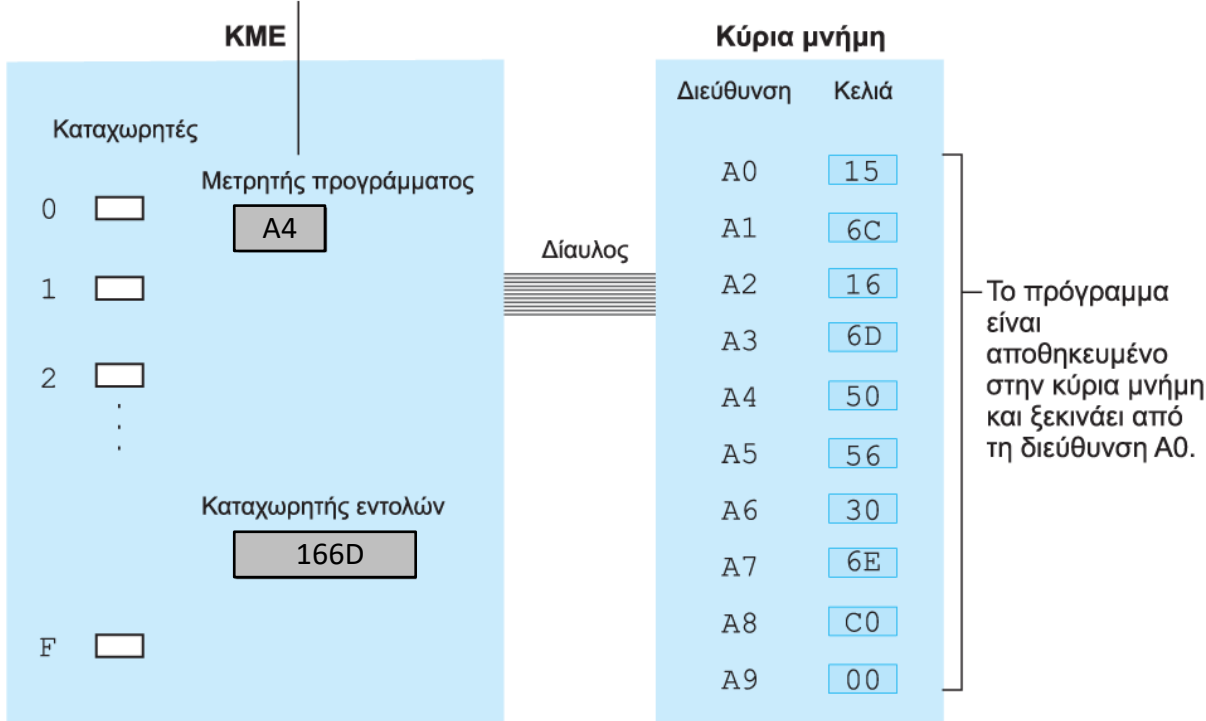 ΚΜΕ
Καταχωρητές
Μετρητής προγράμματος
0
A4
1
2
Καταχωρητής εντολών
166D
F
Δίαυλος
Κύρια μνήμη
Διεύθυνση Κελιά
A0 15
A1 6C
A2 16
A3 6D
A4 50
A5 56
A6 30
A7 6E
A8 C0
A9 00
Το πρόγραμμα
είναι
αποθηκευμένο
στην κύρια μνήμη
και ξεκινάει από
τη διεύθυνση A0.